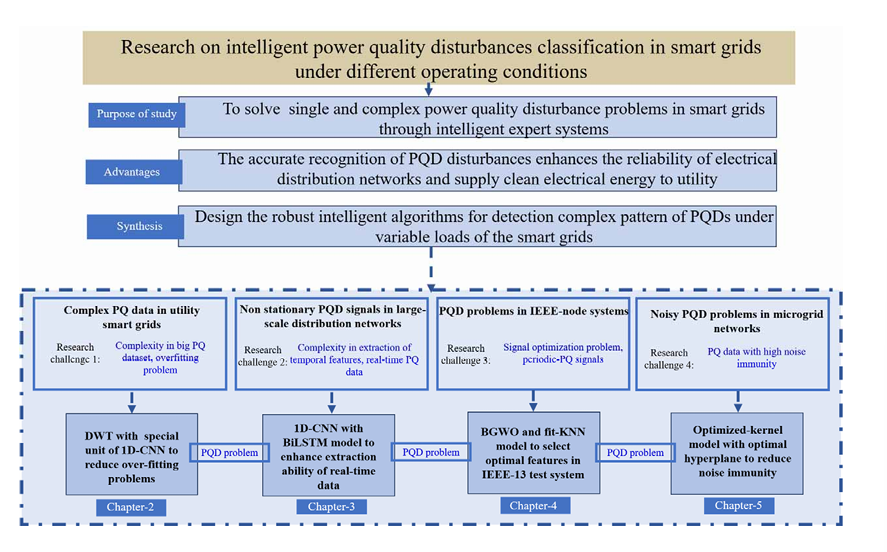 Research on intelligent power quality disturbances classification in smart grids
under different operating conditions
Purpose of study
To solve single and complex power quality disturbance problems in smart grids
through intelligent expert systems
Advantages
The accurate recognition of PQD disturbances enhances the reliability of electrical
distribution networks and supply clean electrical energy to utility
Synthesis
Design the robust intelligent algorithms for detection complex pattern of PQDs under
variable loads of the smart grids
Complex PQ data in utility
smart grids
Research
challcngc 1:
Complexity in big PQ
dataset, overfitting
problem
Non stationary PQD signals in large-
scale distribution networks
Research
challenge 2:
Complexity in extraction of
temporal features, real-time PQ
data
PQD problems in IEEE-node systems
Research
challenge 3:
Signal optimization problem,
pcriodic-PQ signals
Noisy PQD problems in microgrid
networks
Research
challenge 4:
PQ data with high noise
immunity
DWT with special
unit of 1D-CNN to
reduce over-fitting
problems
PQD problem
1D-CNN with
BiLSTM model to
enhance extraction
ability of real-time
data
PQD problem
BGWO and fit-KNN
model to select
optimal features in
IEEE-13 test system
PQD problem
Optimized-kernel
model with optimal
hyperplane to reduce
noise immunity
Chapter-2
Chapter-3
Chapter-4
Chapter-5